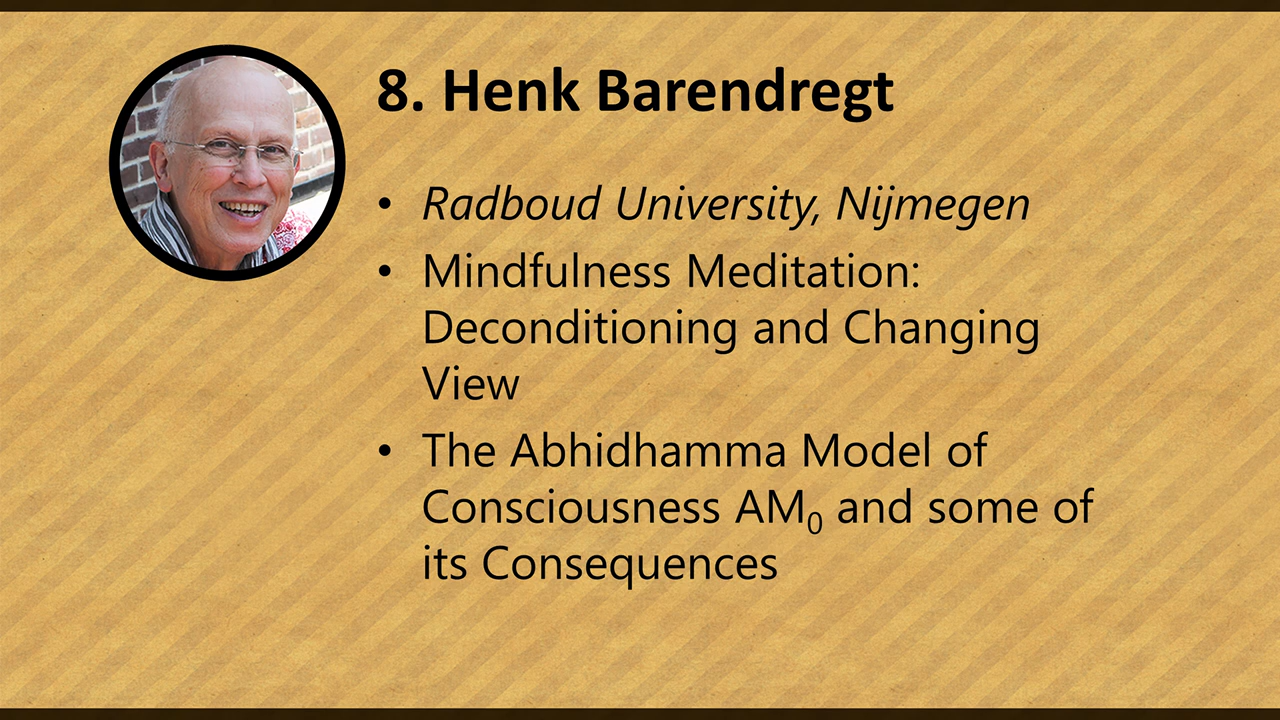 8. Henk Barendregt
• Radboud University, Nijmegen
• Mindfulness Meditation:
Deconditioning and Changing
View
• The Abhidhamma Model of
Consciousness AM₀ and some of
its Consequences